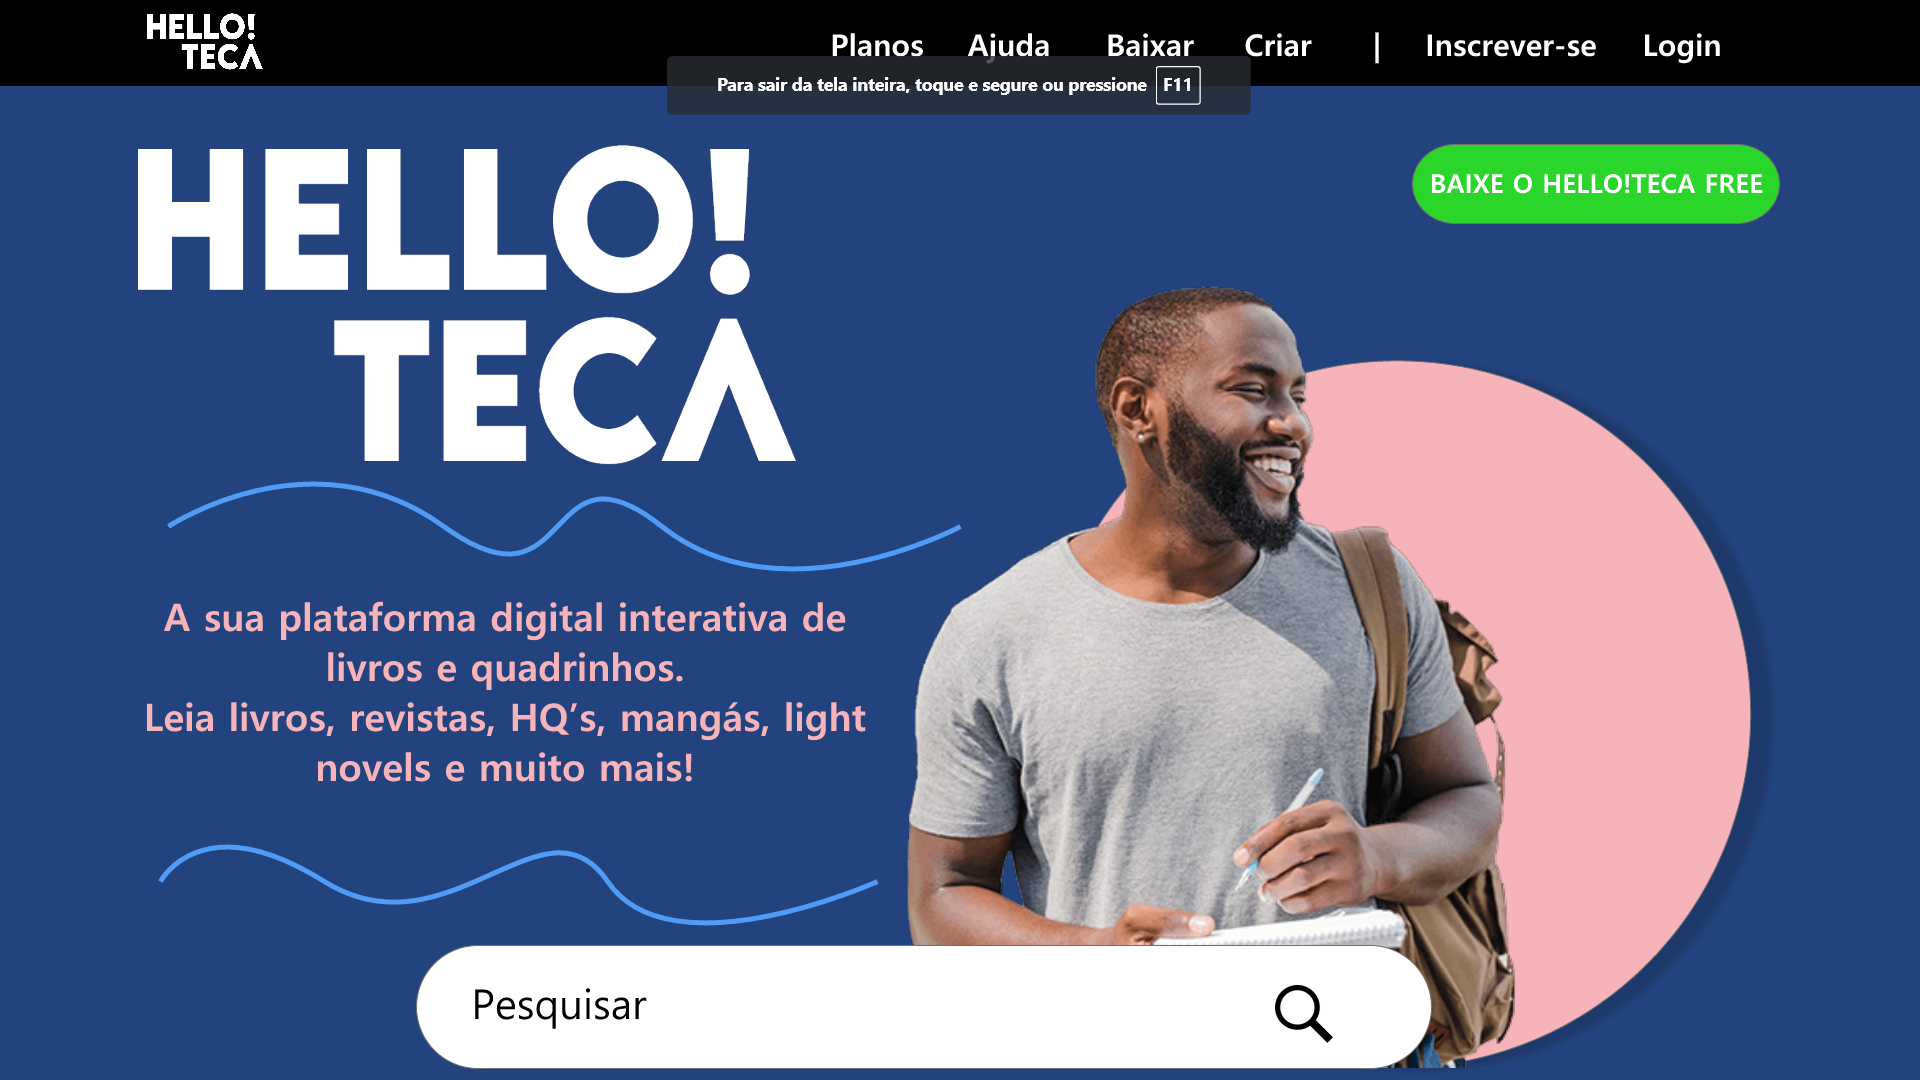 HELLO!
TECA
Planos Ajuda Baixar Criar | Inscrever-se Login
Para sair da tela inteira, toque e segure ou pressione F11
HELLO!
TECA
BAIXE O HELLO!TECA FREE
A sua plataforma digital interativa de
livros e quadrinhos.
Leia livros, revistas, HQ’s, mangás, light
novels e muito mais!
Pesquisar